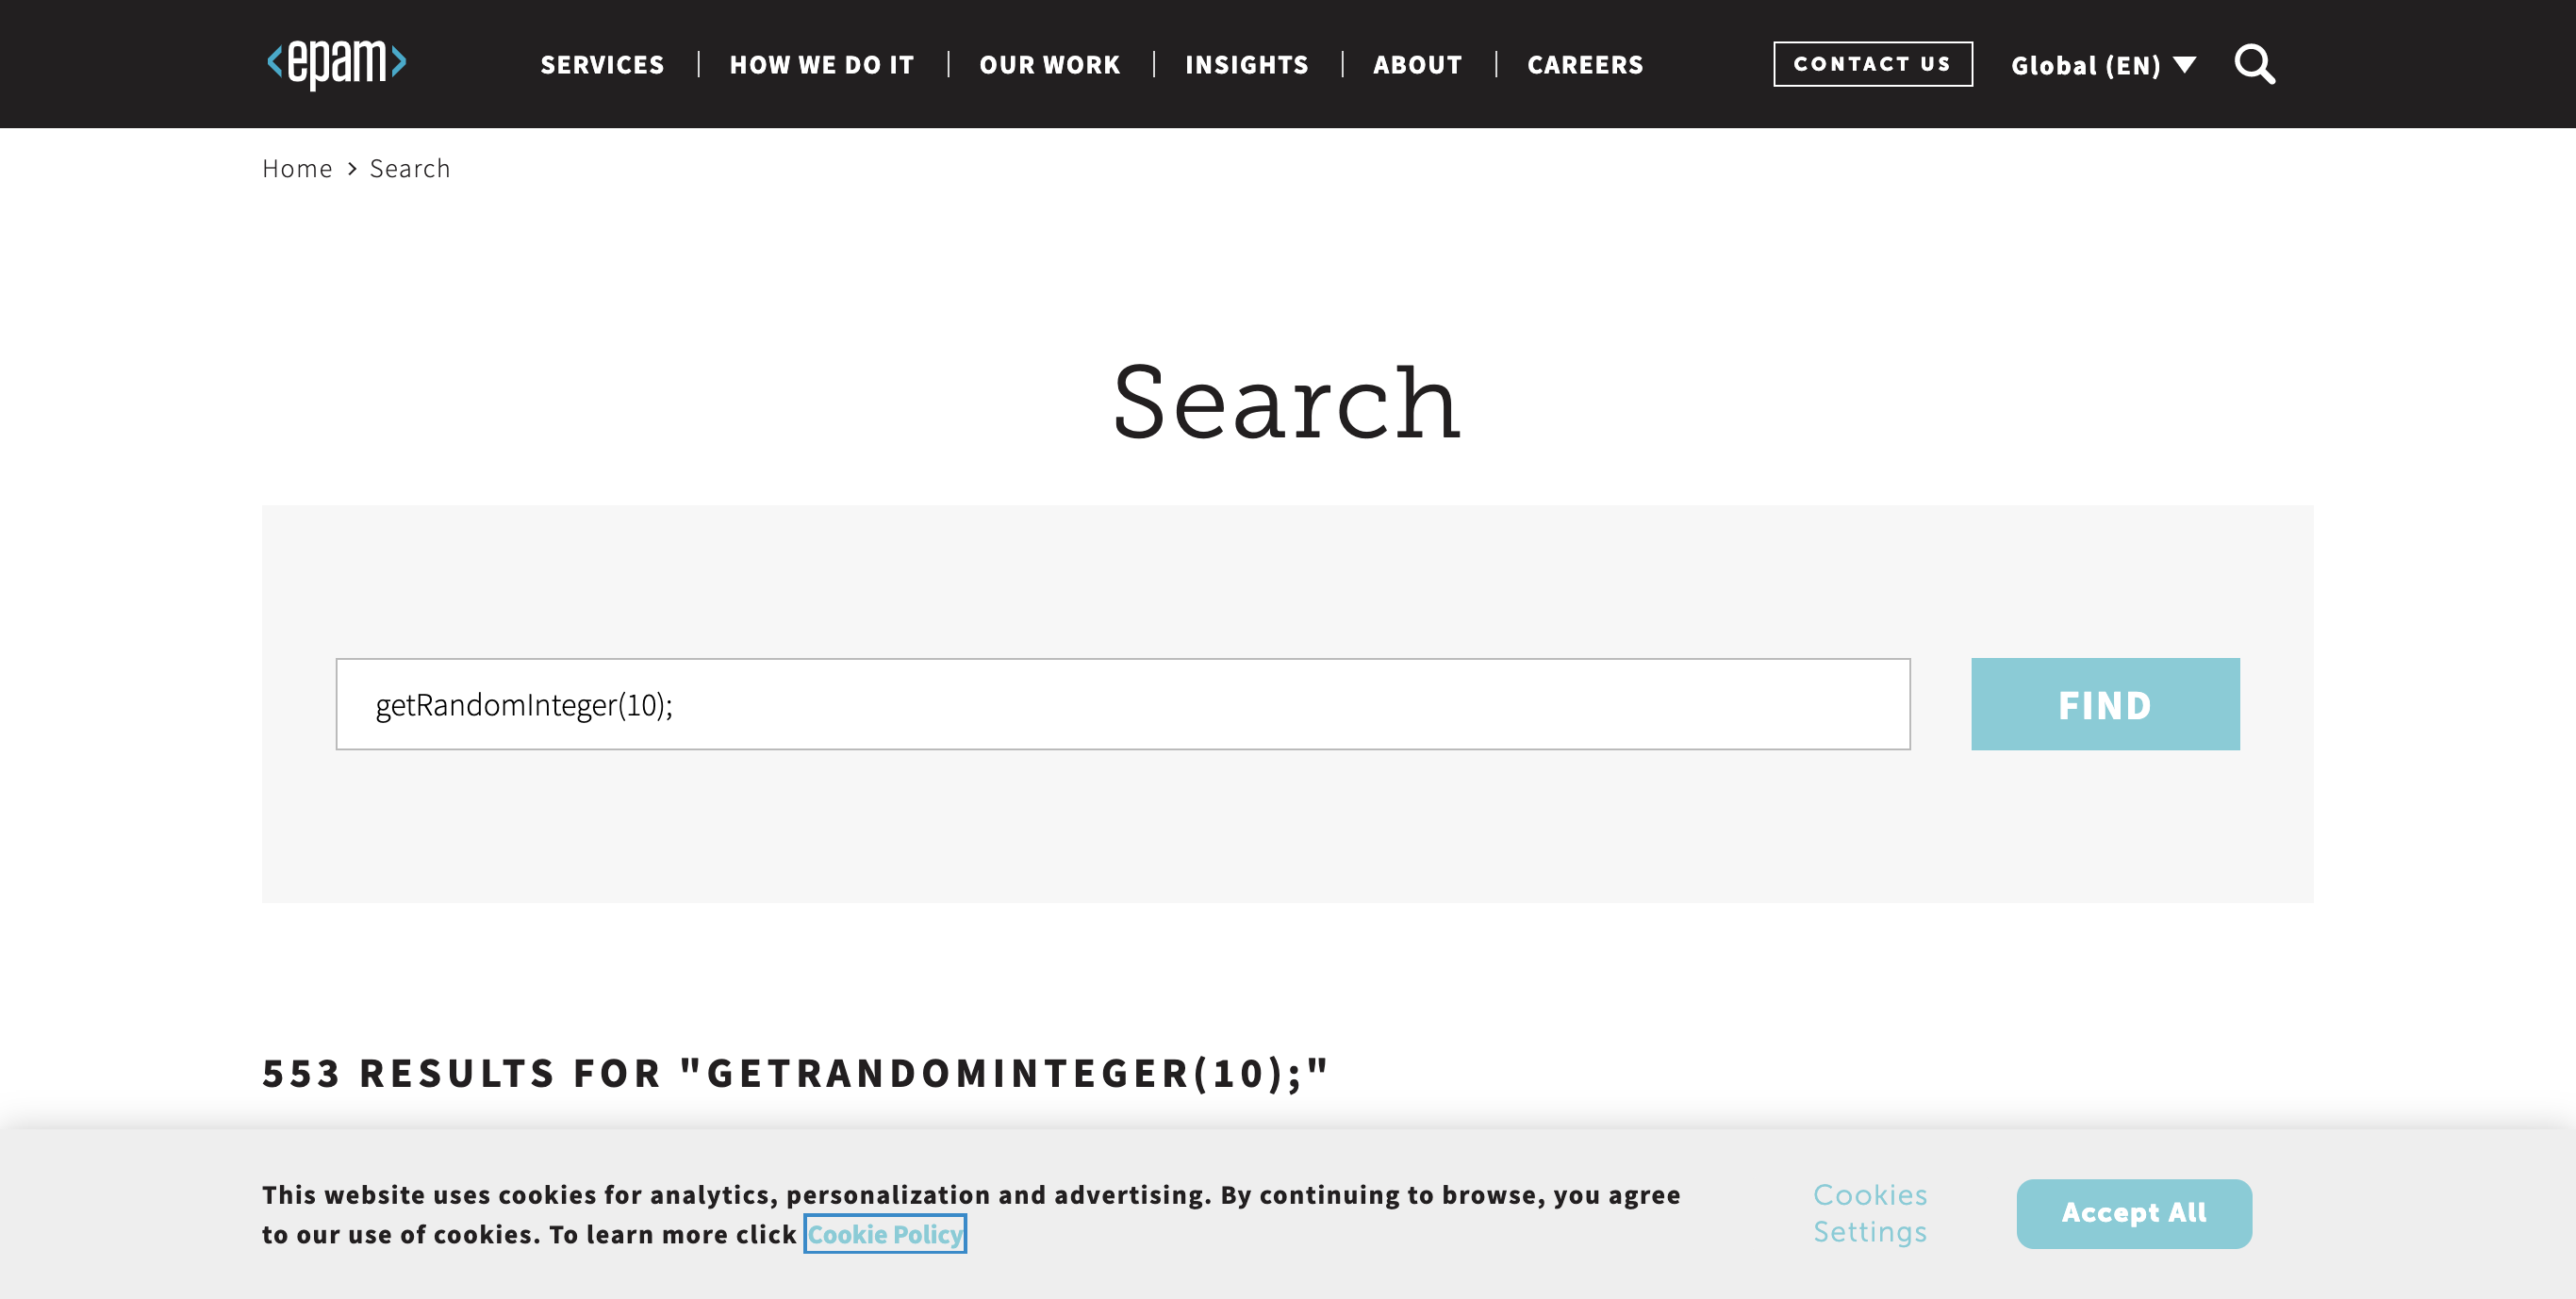 <epam> SERVICES HOW WE DO IT OUR WORK INSIGHTS ABOUT CAREERS CONTACT US Global (EN)
Home > Search
Search
getRandomInteger(10); FIND
553 RESULTS FOR "GETRANDOMINTEGER(10);"
This website uses cookies for analytics, personalization and advertising. By continuing to browse, you agree
to our use of cookies. To learn more click Cookie Policy
Cookies
Settings
Accept All